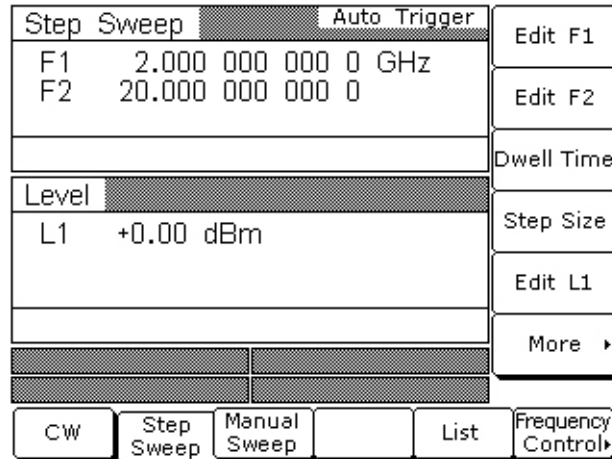 Step Sweep Auto Trigger
F1 2.000 000 000 0 GHz
F2 20.000 000 000 0
Level
L1 +0.00 dBm
Edit F1
Edit F2
Dwell Time
Step Size
Edit L1
More
CW
Step
Sweep
Manual
Sweep
List
Frequency
Control